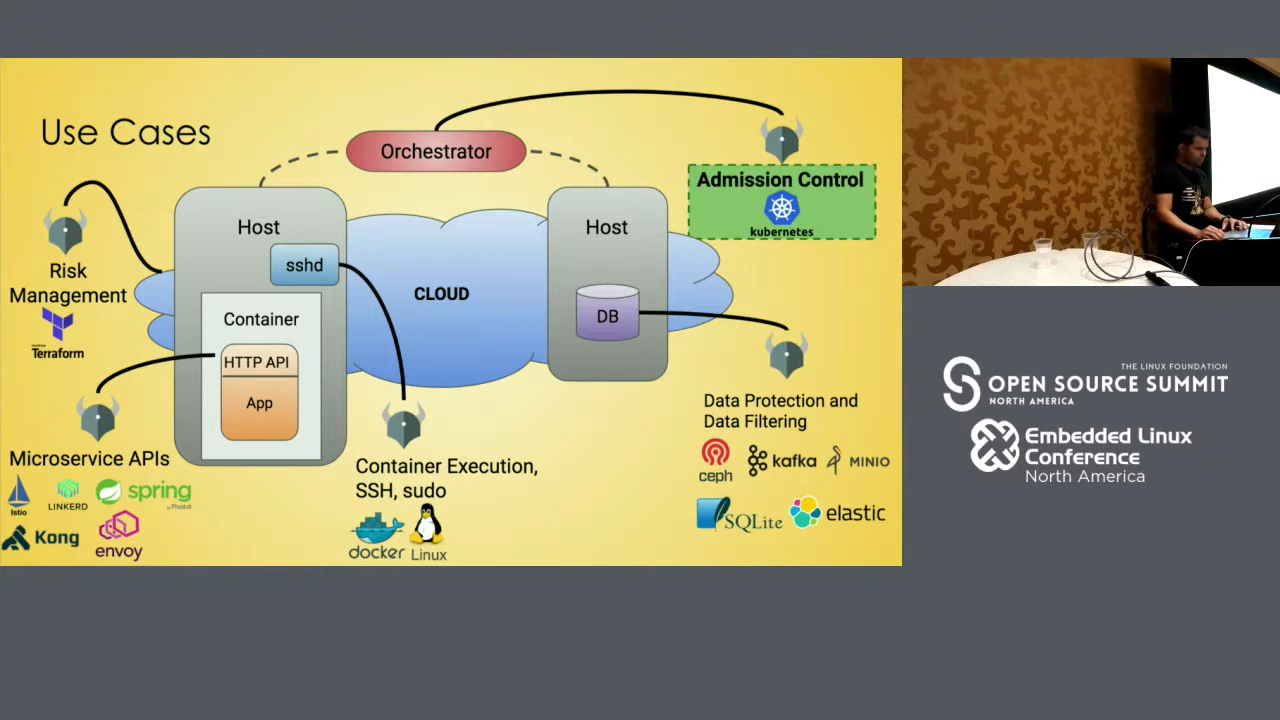 Use Cases
Orchestrator
Admission Control
kubernetes
Host
Host
sshd
CLOUD
Risk
Management
Terraform
Container
HTTP API
App
DB
Data Protection and
Data Filtering
ceph
kafka
MINIO
SQLite
elastic
Microservice APIs
Istio
LINKERD
spring
by Pivotal
Kong
envoy
Container Execution,
SSH, sudo
docker
Linux
THE LINUX FOUNDATION
OPEN SOURCE SUMMIT
NORTH AMERICA
Embedded Linux
Conference
North America